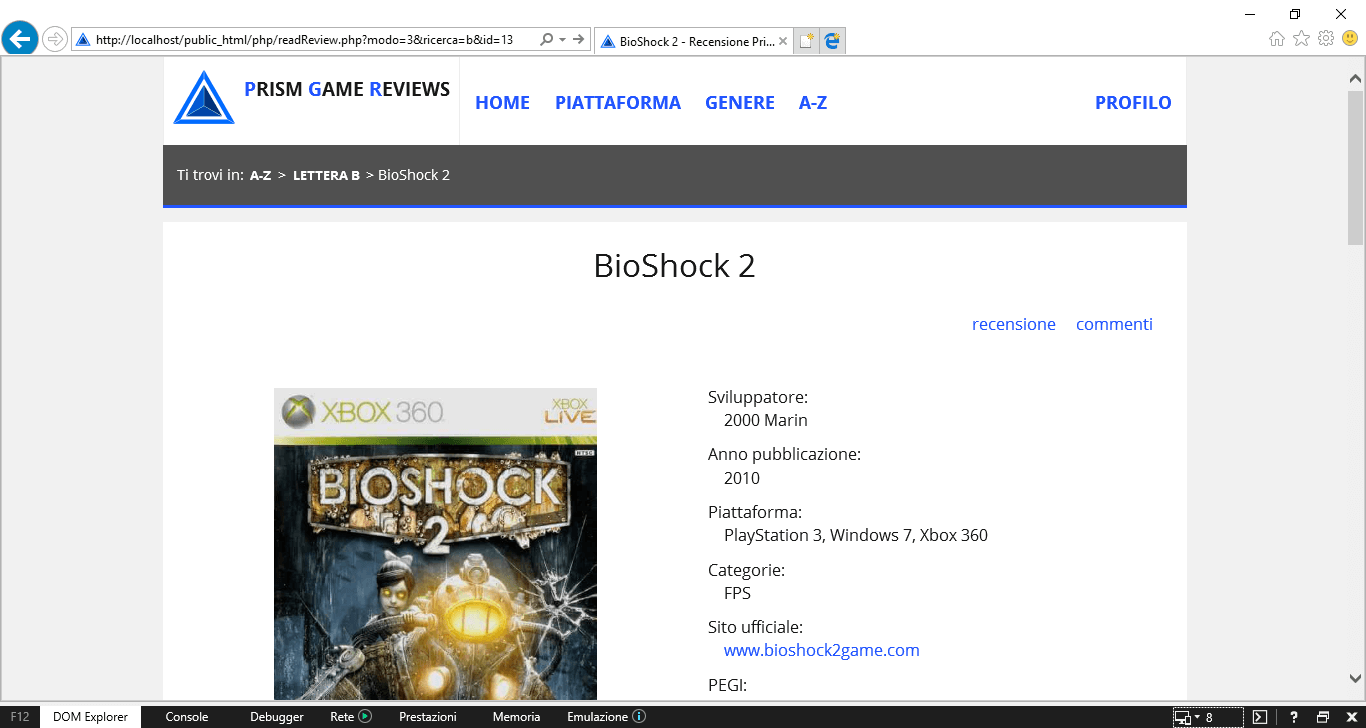 http://localhost/public_html/php/readReview.php?modo=3&ricerca=b&id=13
BioShock 2 - Recensione Pri...
PRISM GAME REVIEWS
HOME PIATTAFORMA GENERE A-Z PROFILO
Ti trovi in: A-Z > LETTERA B > BioShock 2
BioShock 2
recensione commenti
XBOX 360
XBOX
LIVE
NTSC
BIOSHOCK
2
Sviluppatore:
2000 Marin
Anno pubblicazione:
2010
Piattaforma:
PlayStation 3, Windows 7, Xbox 360
Categorie:
FPS
Sito ufficiale:
www.bioshock2game.com
PEGI:
F12 DOM Explorer Console Debugger Rete Prestazioni Memoria Emulazione 8